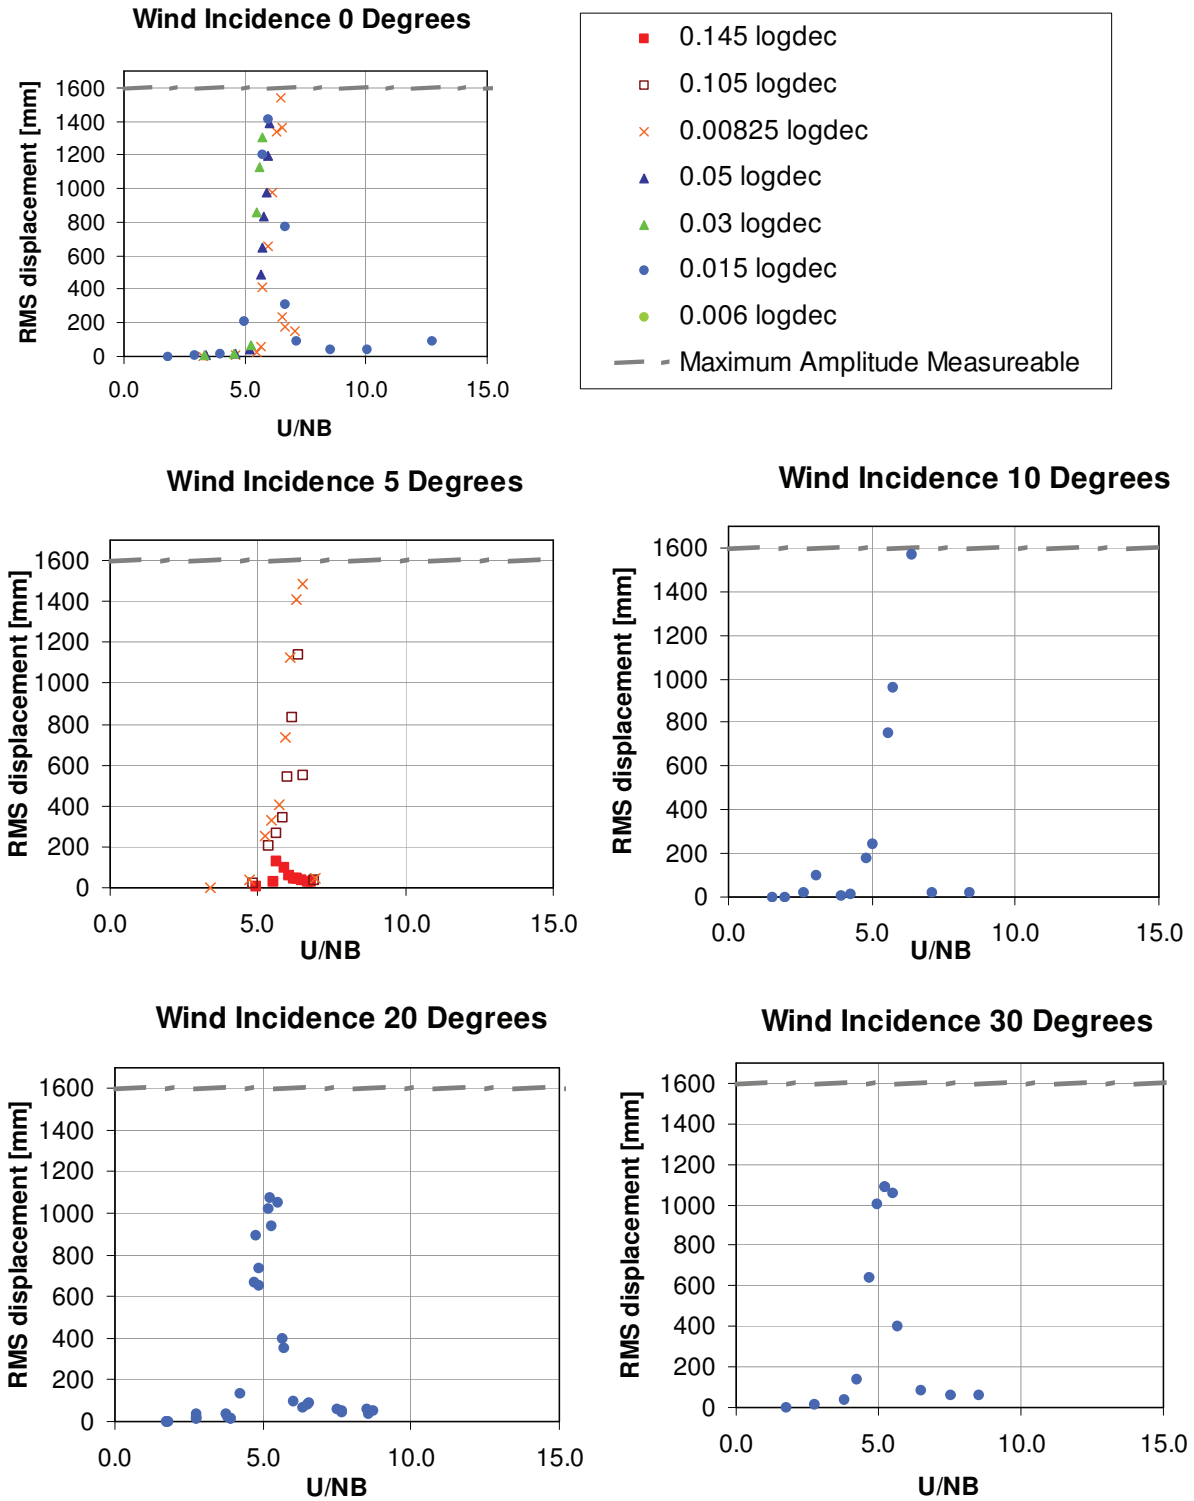 Wind Incidence 0 Degrees
RMS displacement [mm]
1600
1400
1200
1000
800
600
400
200
0
0.0 5.0 10.0 15.0
U/NB
0.145 logdec
0.105 logdec
0.00825 logdec
0.05 logdec
0.03 logdec
0.015 logdec
0.006 logdec
Maximum Amplitude Measureable
Wind Incidence 5 Degrees
RMS displacement [mm]
1600
1400
1200
1000
800
600
400
200
0
0.0 5.0 10.0 15.0
U/NB
Wind Incidence 10 Degrees
RMS displacement [mm]
1600
1400
1200
1000
800
600
400
200
0
0.0 5.0 10.0 15.0
U/NB
Wind Incidence 20 Degrees
RMS displacement [mm]
1600
1400
1200
1000
800
600
400
200
0
0.0 5.0 10.0 15.0
U/NB
Wind Incidence 30 Degrees
RMS displacement [mm]
1600
1400
1200
1000
800
600
400
200
0
0.0 5.0 10.0 15.0
U/NB